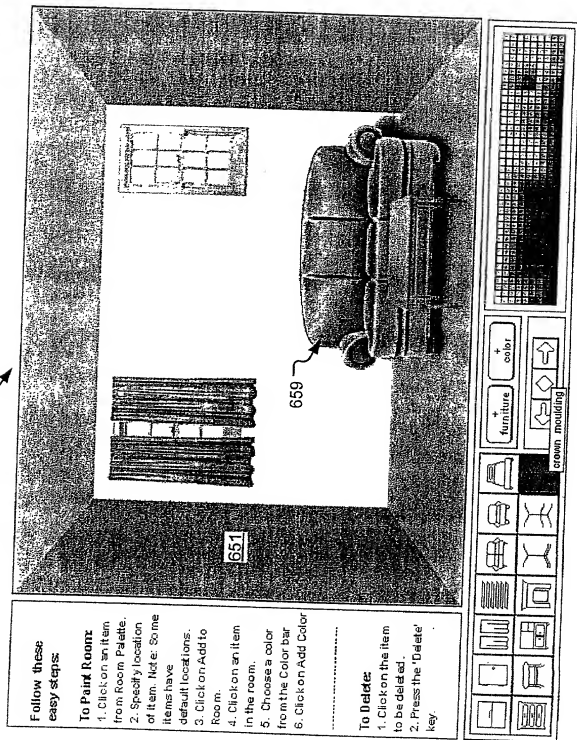 Follow these
easy steps:
To Paint Room:
1. Click on an item
from Room Palette.
2. Specify location
of item. Note: Some
items have
default locations.
3. Click on Add to
Room.
4. Click on an item
in the room.
5. Choose a color
from the Color bar
6. Click on Add Color
To Delete:
1. Click on the item
to be deleted.
2. Press the 'Delete'
key.
651
659
+
furniture
+
color
crown moulding